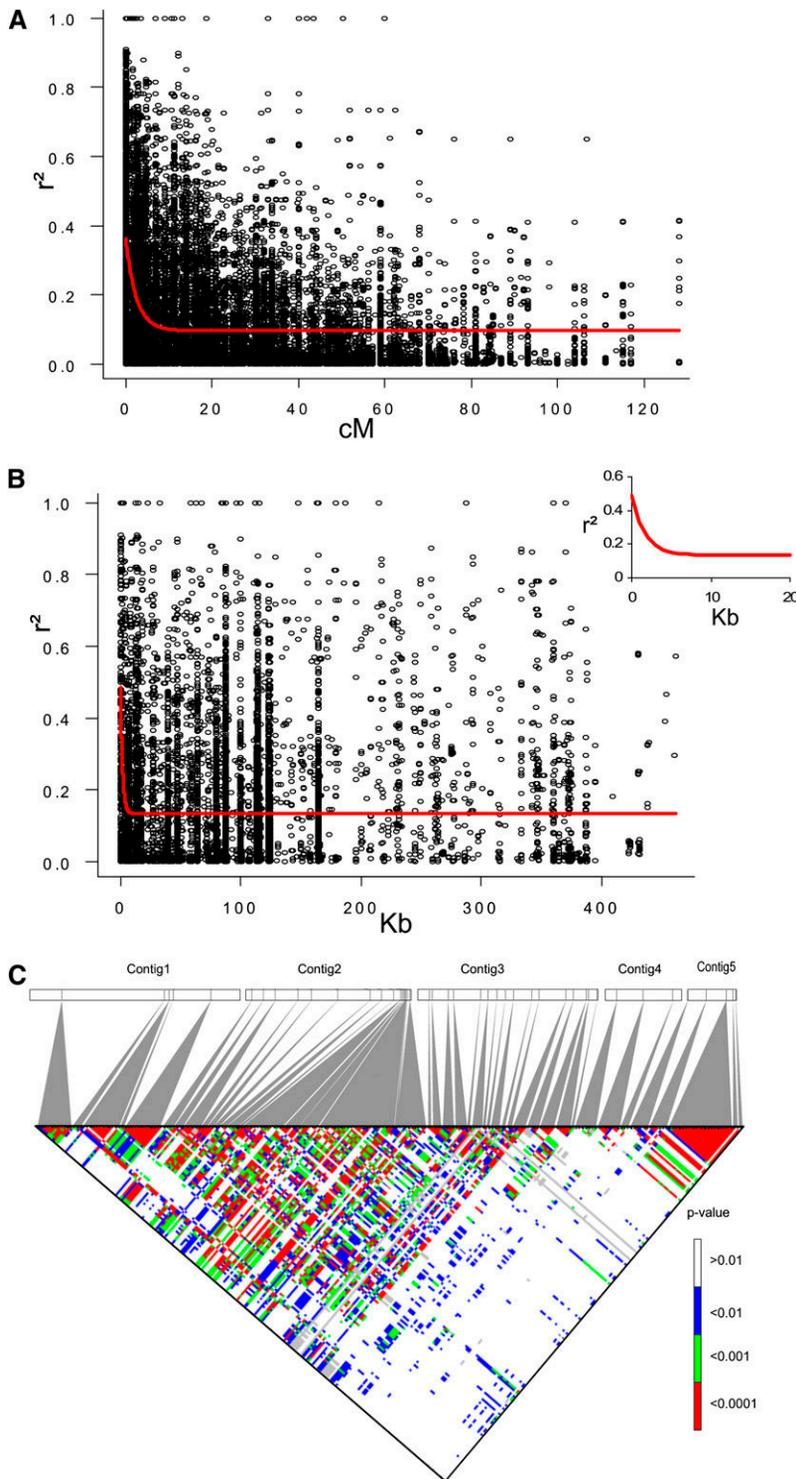 A
1.0
0.8
0.6
0.4
0.2
0.0
r²
0 20 40 60 80 100 120
cM
B
1.0
0.8
0.6
0.4
0.2
0.0
r²
0 100 200 300 400
Kb
0.6
0.4
0.2
0
r²
0 10 20
Kb
C
Contig1 Contig2 Contig3 Contig4 Contig5
p-value
>0.01
<0.01
<0.001
<0.0001